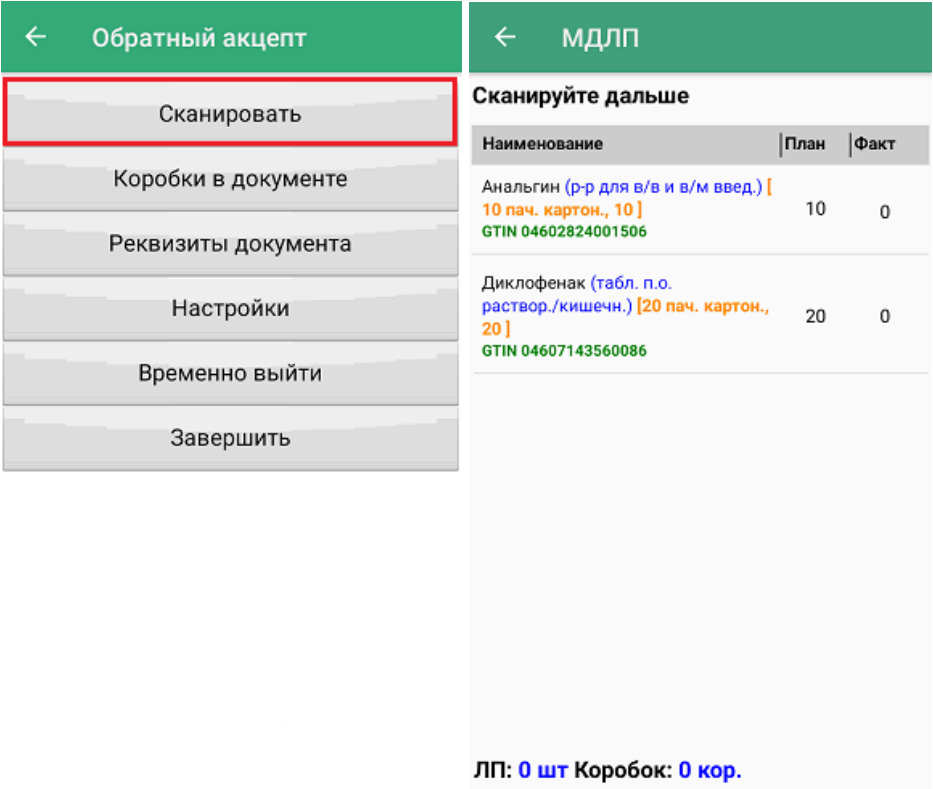 Обратный акцепт
Сканировать
Коробки в документе
Реквизиты документа
Настройки
Временно выйти
Завершить
МДЛП
Сканируйте дальше
Наименование План Факт
Анальгин (р-р для в/в и в/м введ.) [
10 пач. картон., 10 ] 10 0
GTIN 04602824001506
Диклофенак (табл. п.о.
раствор./кишечн.) [20 пач. картон., 20 0
20 ]
GTIN 04607143560086
ЛП: 0 шт Коробок: 0 кор.